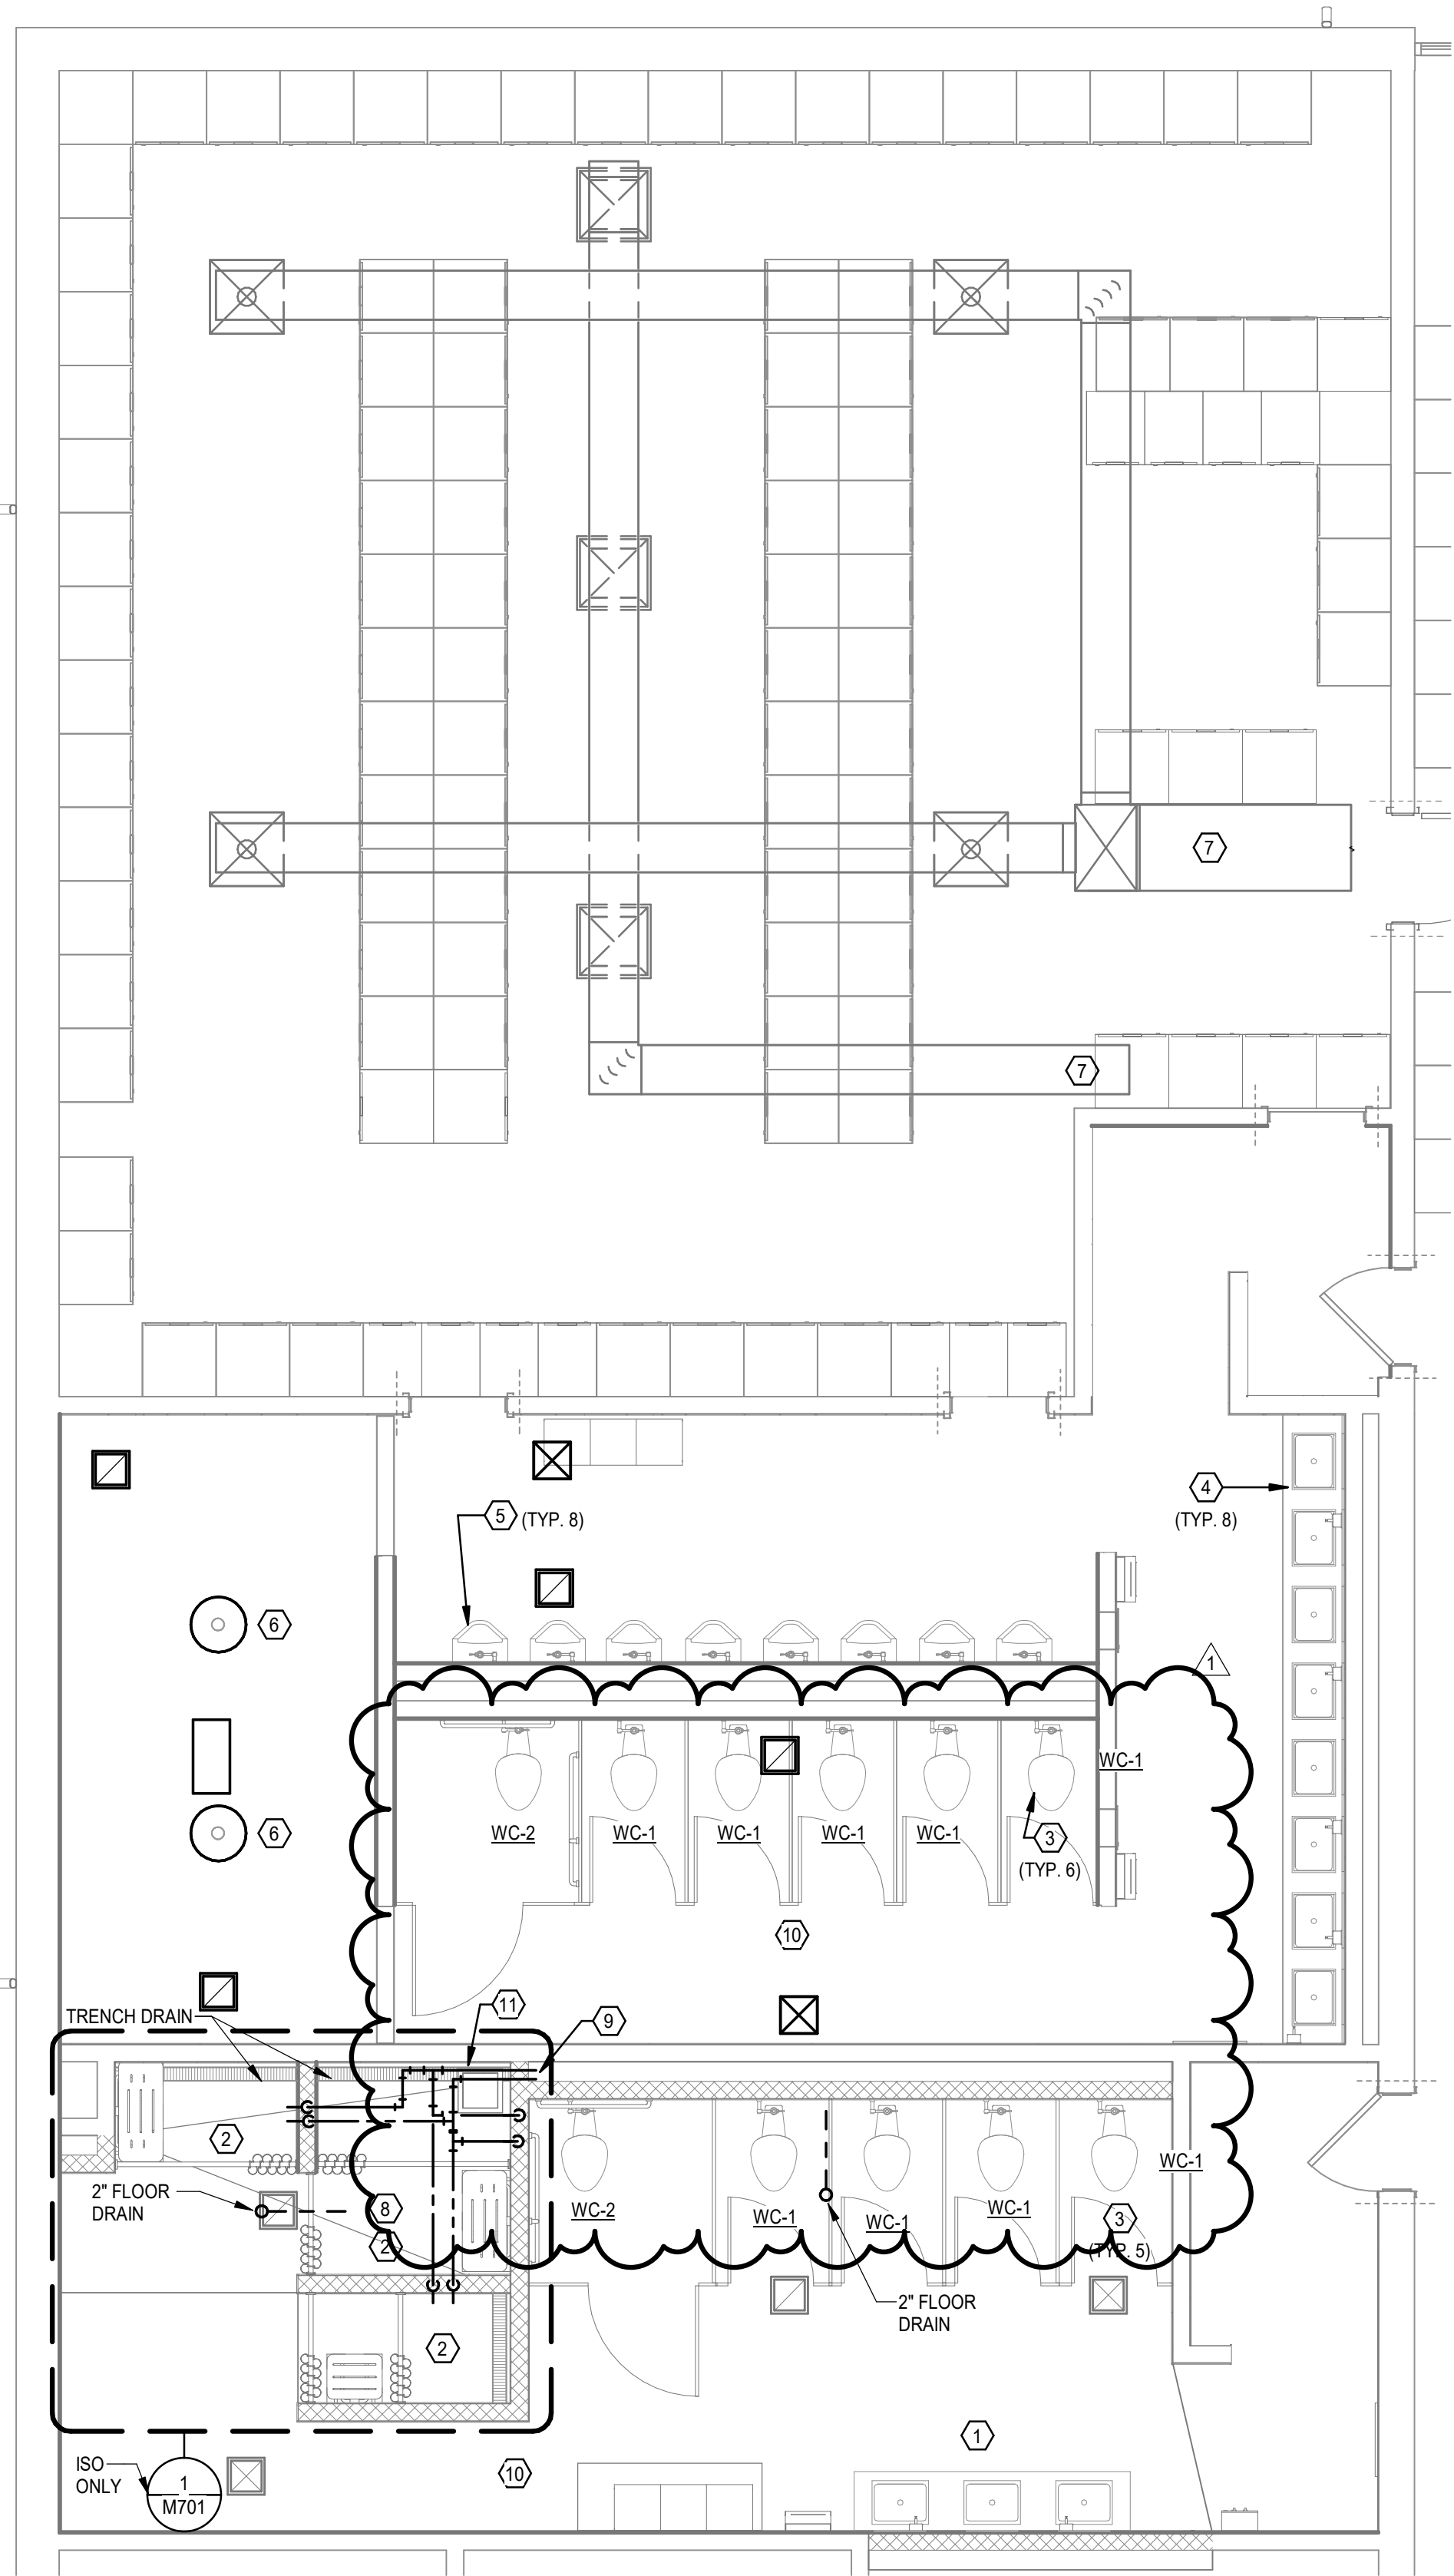 7
7
5 (TYP. 8)
4
(TYP. 8)
6
1
WC-1
6
WC-2
WC-1
WC-1
WC-1
WC-1
3
(TYP. 6)
10
11
9
TRENCH DRAIN
2
WC-1
2" FLOOR
DRAIN
8
WC-2
WC-1
WC-1
WC-1
3
(TYP. 5)
2
2" FLOOR
DRAIN
2
1
ISO
ONLY
10
1
M701